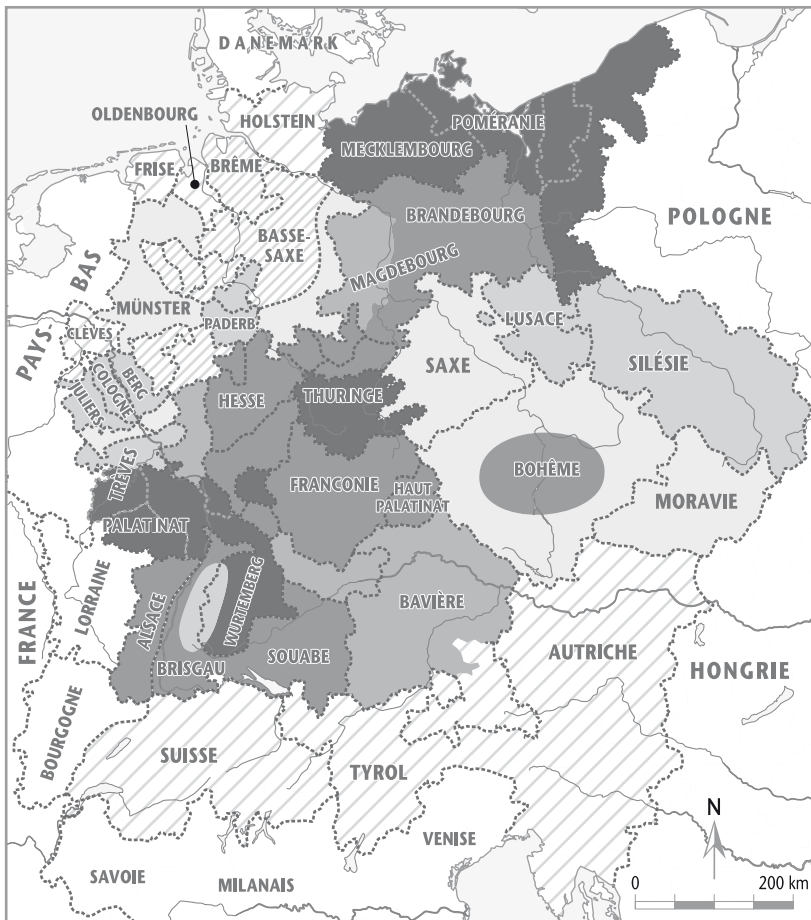 DANEMARK
OLDENBOURG
HOLSTEIN
POMÉRANIE
MECKLEMBOURG
FRISE
BRÊME
BRANDEBOURG
POLOGNE
BASSE-
SAXE
MAGDEBOURG
PAYS-BAS
MÜNSTER
PADERB
LUSACE
CLÈVES
SILÉSIE
SAXE
BERG
COLOGNE
JULIERS
HESSE
THURINGE
TRÈVES
FRANCONIE
HAUT
PALATINAT
BOHÊME
MORAVIE
PALATINAT
FRANCE
LORRAINE
ALSACE
WURTEMBERG
BAVIÈRE
BRISGAU
SOUABE
AUTRICHE
HONGRIE
BOURGOGNE
SUISSE
TYROL
N
VENISE
SAVOIE
MILANAIS
0 200 km